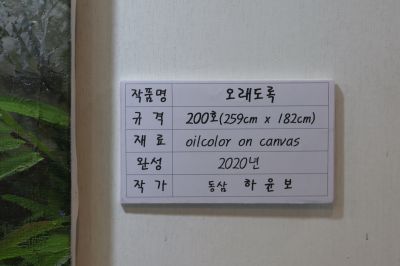 작품명 오래도록
규격 200호(259cm x 182cm)
재료 oilcolor on canvas
완성 2020년
작가 동삼 하윤보